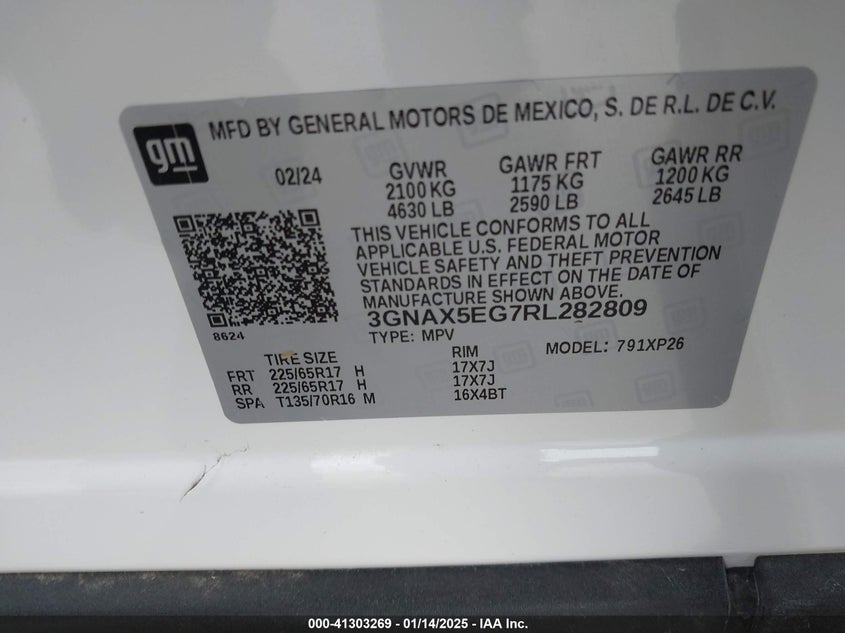 gm
MFD BY GENERAL MOTORS DE MEXICO, S. DE R.L. DE C.V.
02/24 GVWR GAWR FRT GAWR RR
2100 KG 1175 KG 1200 KG
4630 LB 2590 LB 2645 LB
THIS VEHICLE CONFORMS TO ALL
APPLICABLE U.S. FEDERAL MOTOR
VEHICLE SAFETY AND THEFT PREVENTION
STANDARDS IN EFFECT ON THE DATE OF
MANUFACTURE SHOWN ABOVE.
3GNAX5EG7RL282809
8624
TYPE: MPV MODEL: 791XP26
TIRE SIZE RIM
FRT 225/65R17 H 17X7J
RR 225/65R17 H 17X7J
SPA T135/70R16 M 16X4BT
000-41303269 - 01/14/2025 - IAA Inc.